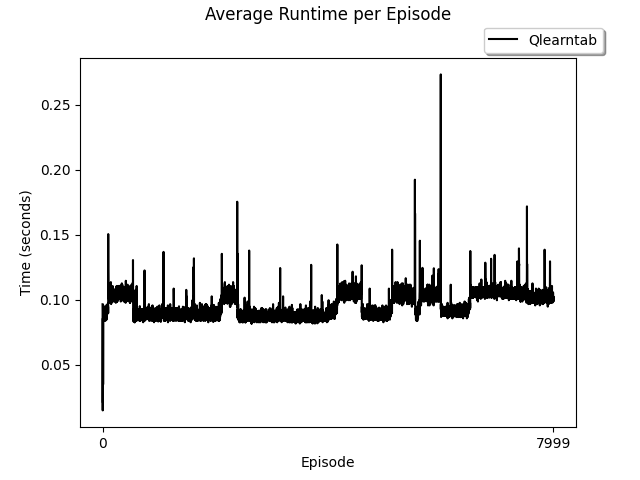 Average Runtime per Episode
Qlearntab
0.25
0.20
0.15
0.10
0.05
Time (seconds)
0 7999
Episode